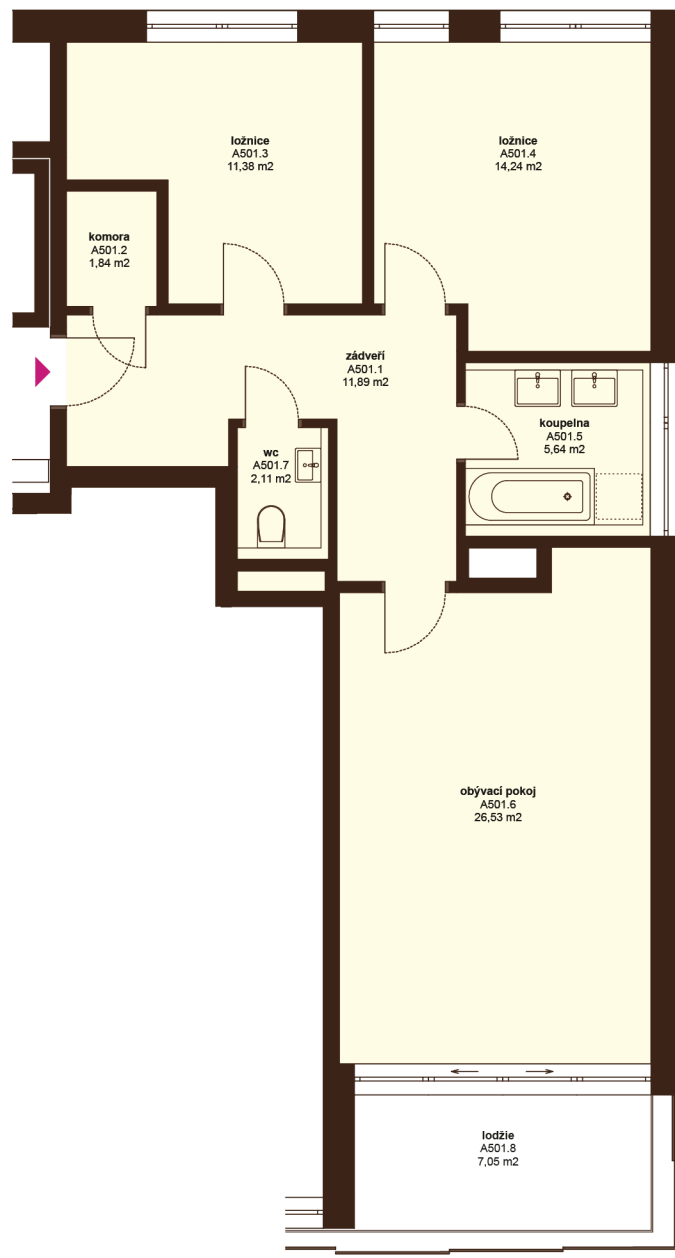 ložnice
A501.3
11,38 m2
ložnice
A501.4
14,24 m2
komora
A501.2
1,84 m2
zádveří
A501.1
11,89 m2
koupelna
A501.5
5,64 m2
wc
A501.7
2,11 m2
obývací pokoj
A501.6
26,53 m2
lodžie
A501.8
7,05 m2